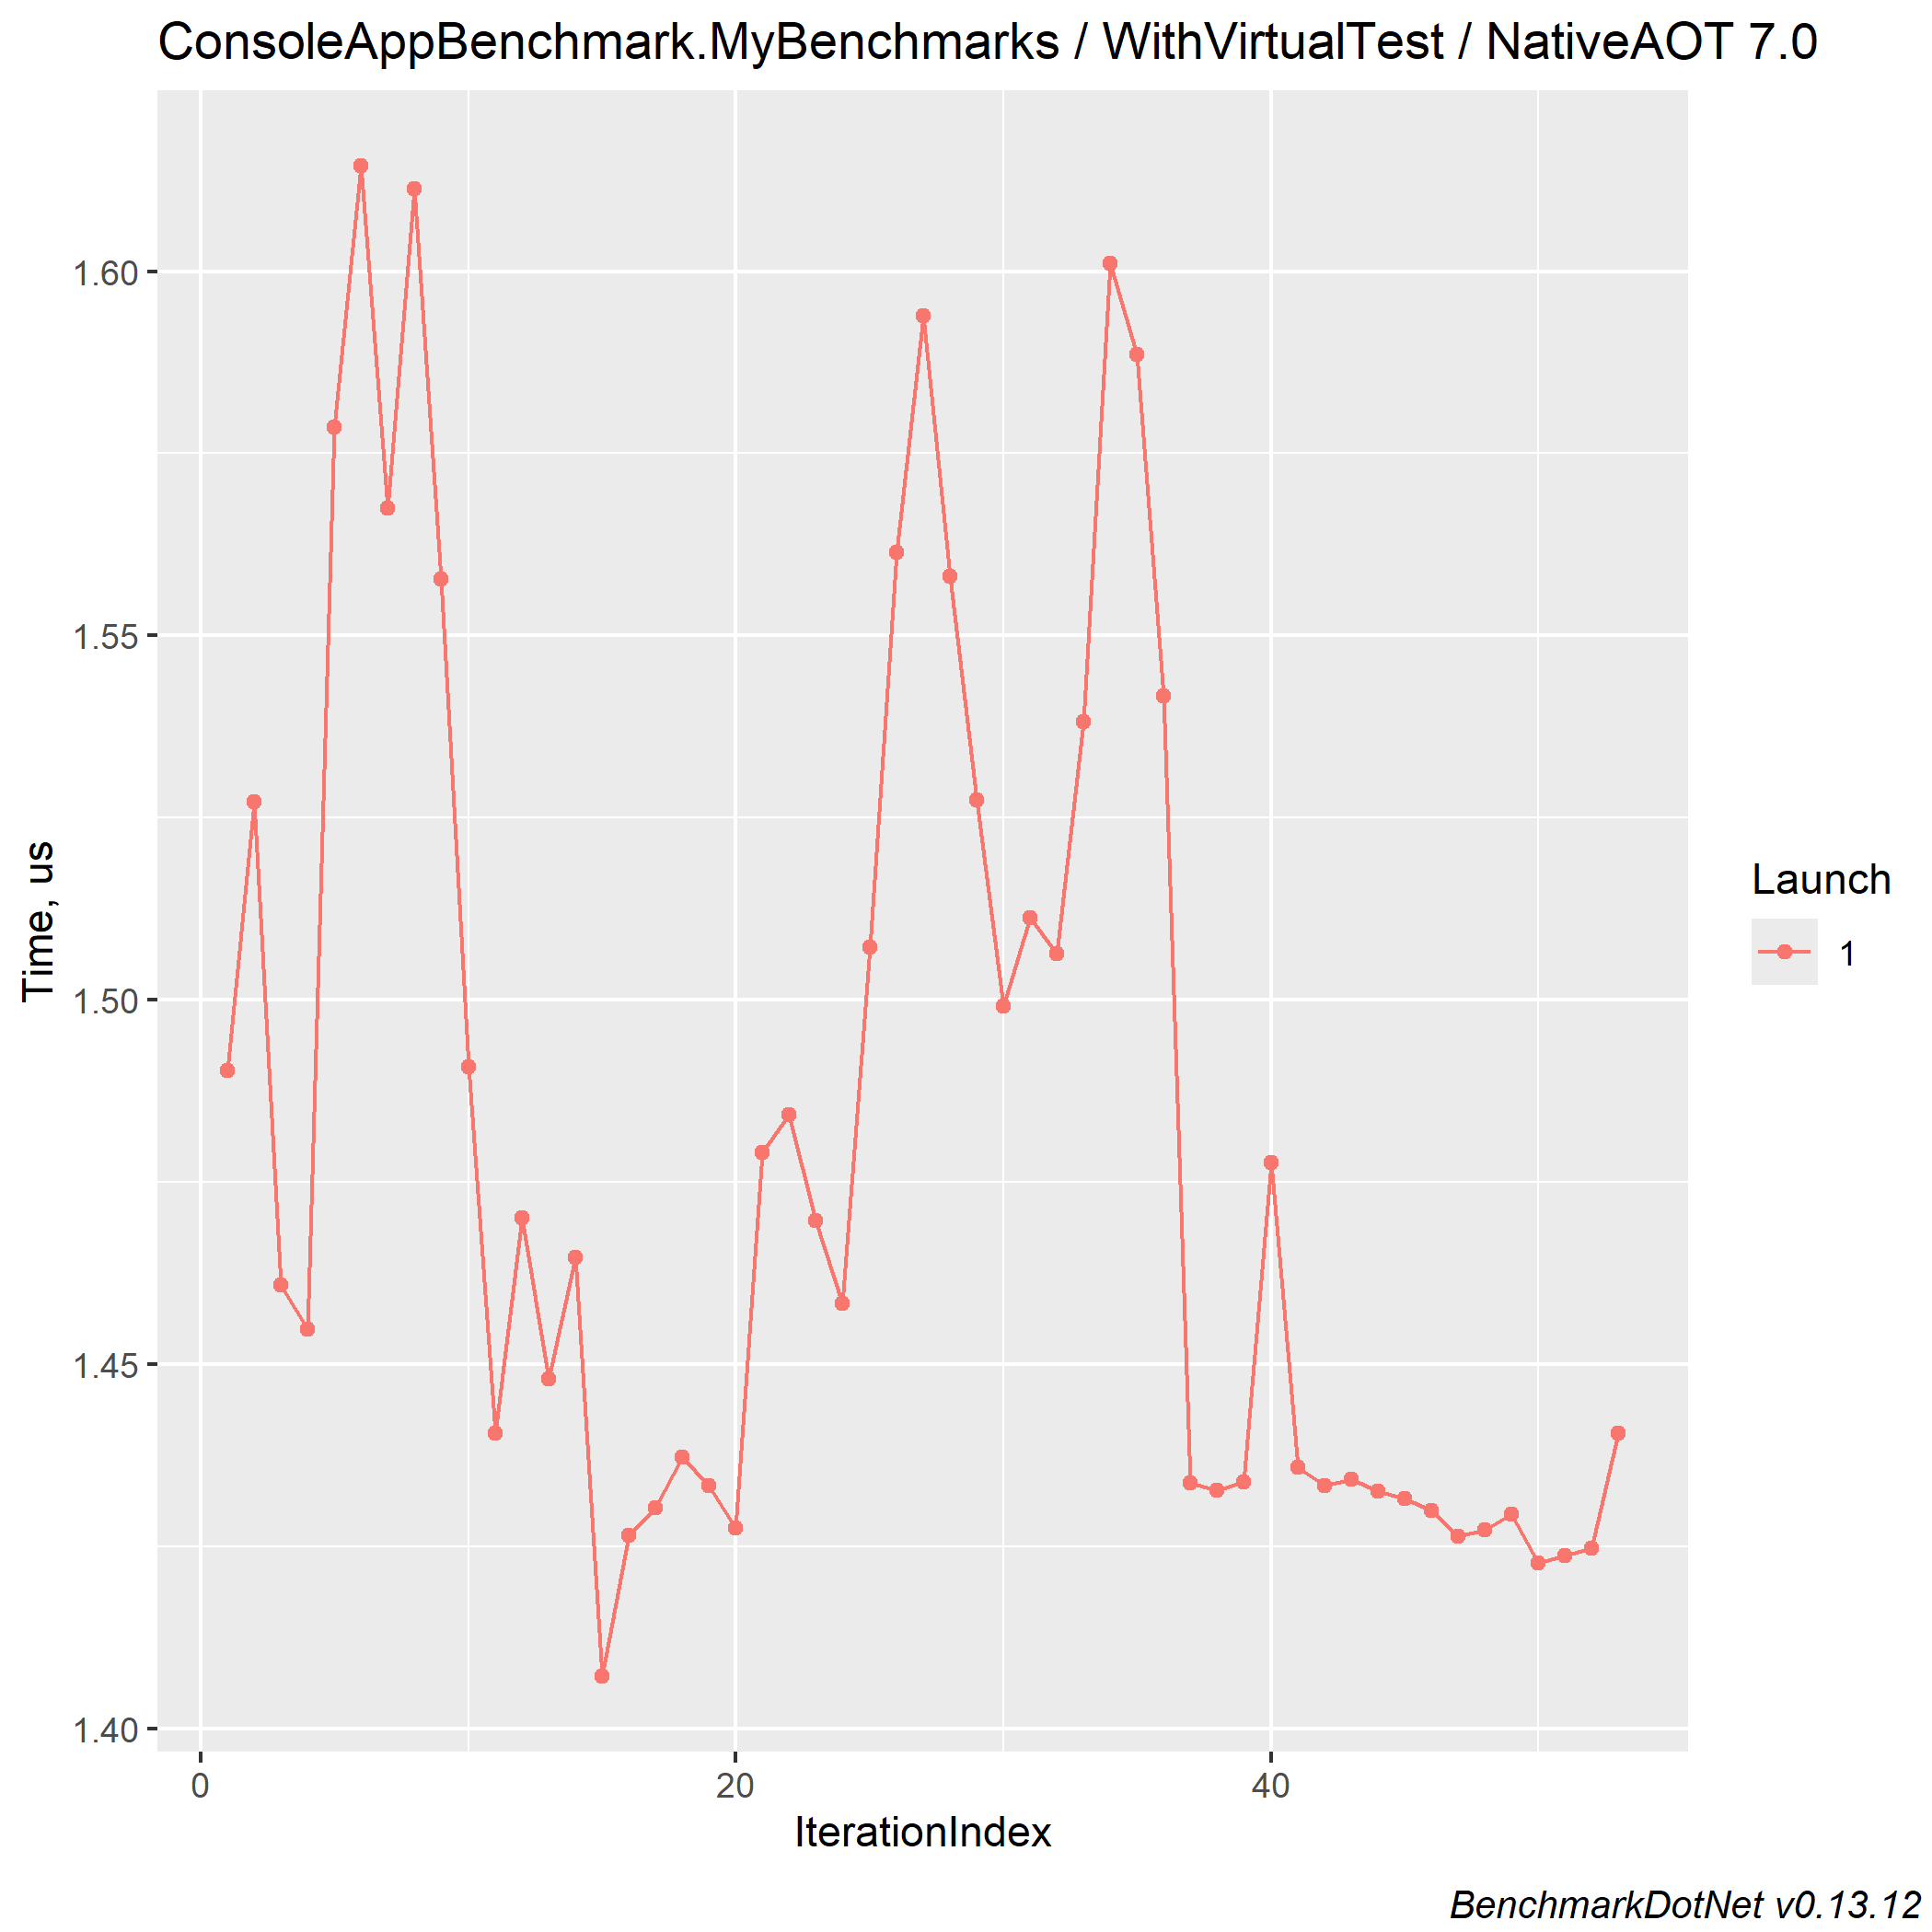 ConsoleAppBenchmark.MyBenchmarks / WithVirtualTest / NativeAOT 7.0
1.60
1.55
1.50
1.45
1.40
Time, us
0 20 40
IterationIndex
Launch
1
BenchmarkDotNet v0.13.12